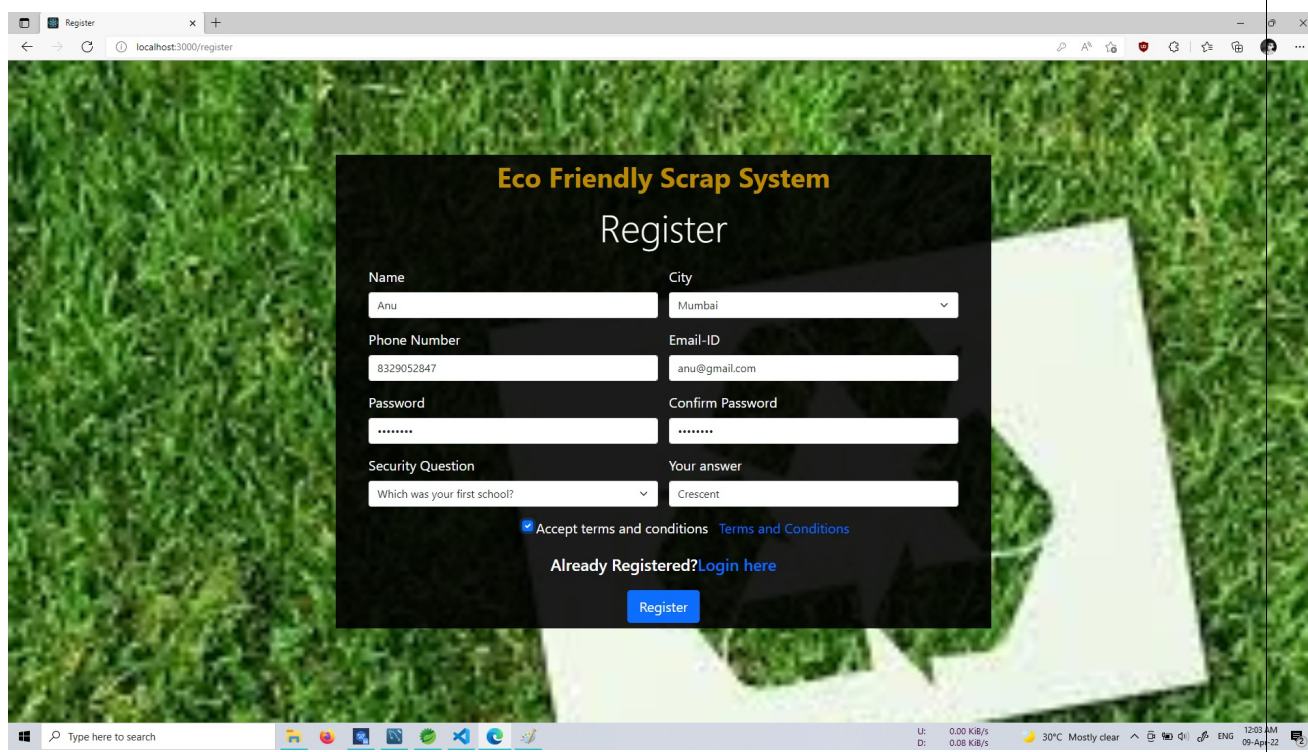 Register
localhost:3000/register
Eco Friendly Scrap System
Register
Name
City
Anu
Mumbai
Phone Number
Email-ID
8329052847
anu@gmail.com
Password
Confirm Password
••••••••
••••••••
Security Question
Your answer
Which was your first school?
Crescent
Accept terms and conditions Terms and Conditions
Already Registered?Login here
Register
Type here to search
U: 0.00 KiB/s
D: 0.08 KiB/s
30°C Mostly clear
ENG
12:03 AM
09-Apr-22